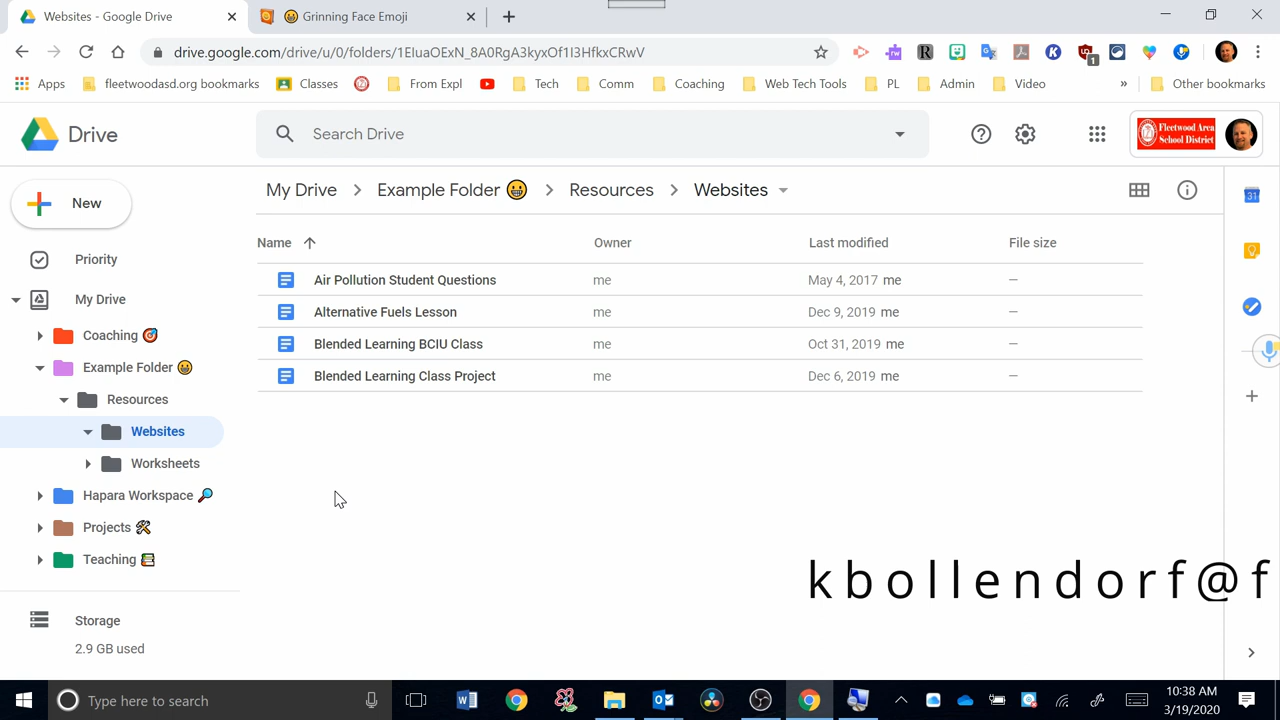 Websites - Google Drive
😀 Grinning Face Emoji
drive.google.com/drive/u/0/folders/1EIuaOExN_8A0RgA3kyxOf1I3HfkxCRwV
Apps
fleetwoodasd.org bookmarks
Classes
From Expl
Tech
Comm
Coaching
Web Tech Tools
PL
Admin
Video
»
Other bookmarks
Drive
Search Drive
Fleetwood Area
School District
New
My Drive > Example Folder 😀 > Resources > Websites
Name
Owner
Last modified
File size
Air Pollution Student Questions me May 4, 2017 me –
Alternative Fuels Lesson me Dec 9, 2019 me –
Blended Learning BCIU Class me Oct 31, 2019 me –
Blended Learning Class Project me Dec 6, 2019 me –
Priority
My Drive
Coaching 🎯
Example Folder 😀
Resources
Websites
Worksheets
Hapara Workspace 🔎
Projects 🛠
Teaching 📚
Storage
2.9 GB used
31
kbollendorf@f
Type here to search
10:38 AM
3/19/2020